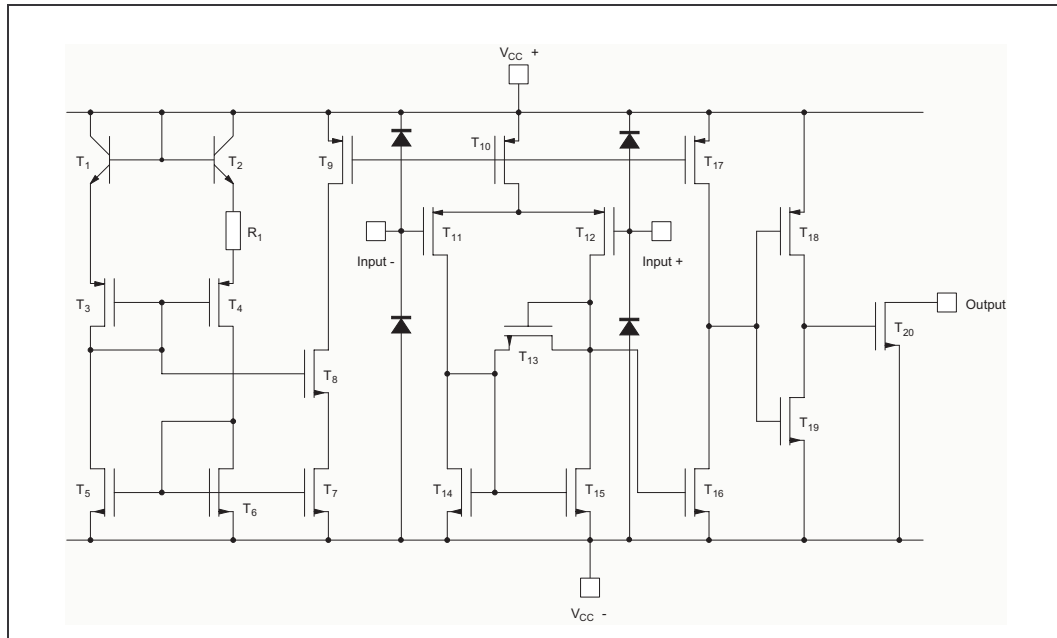 VCC +
T1
T2
T9
T10
T17
R1
T11
T12
T18
Input -
Input +
T3
T4
Output
T20
T13
T8
T19
T5
T6
T7
T14
T15
T16
VCC -